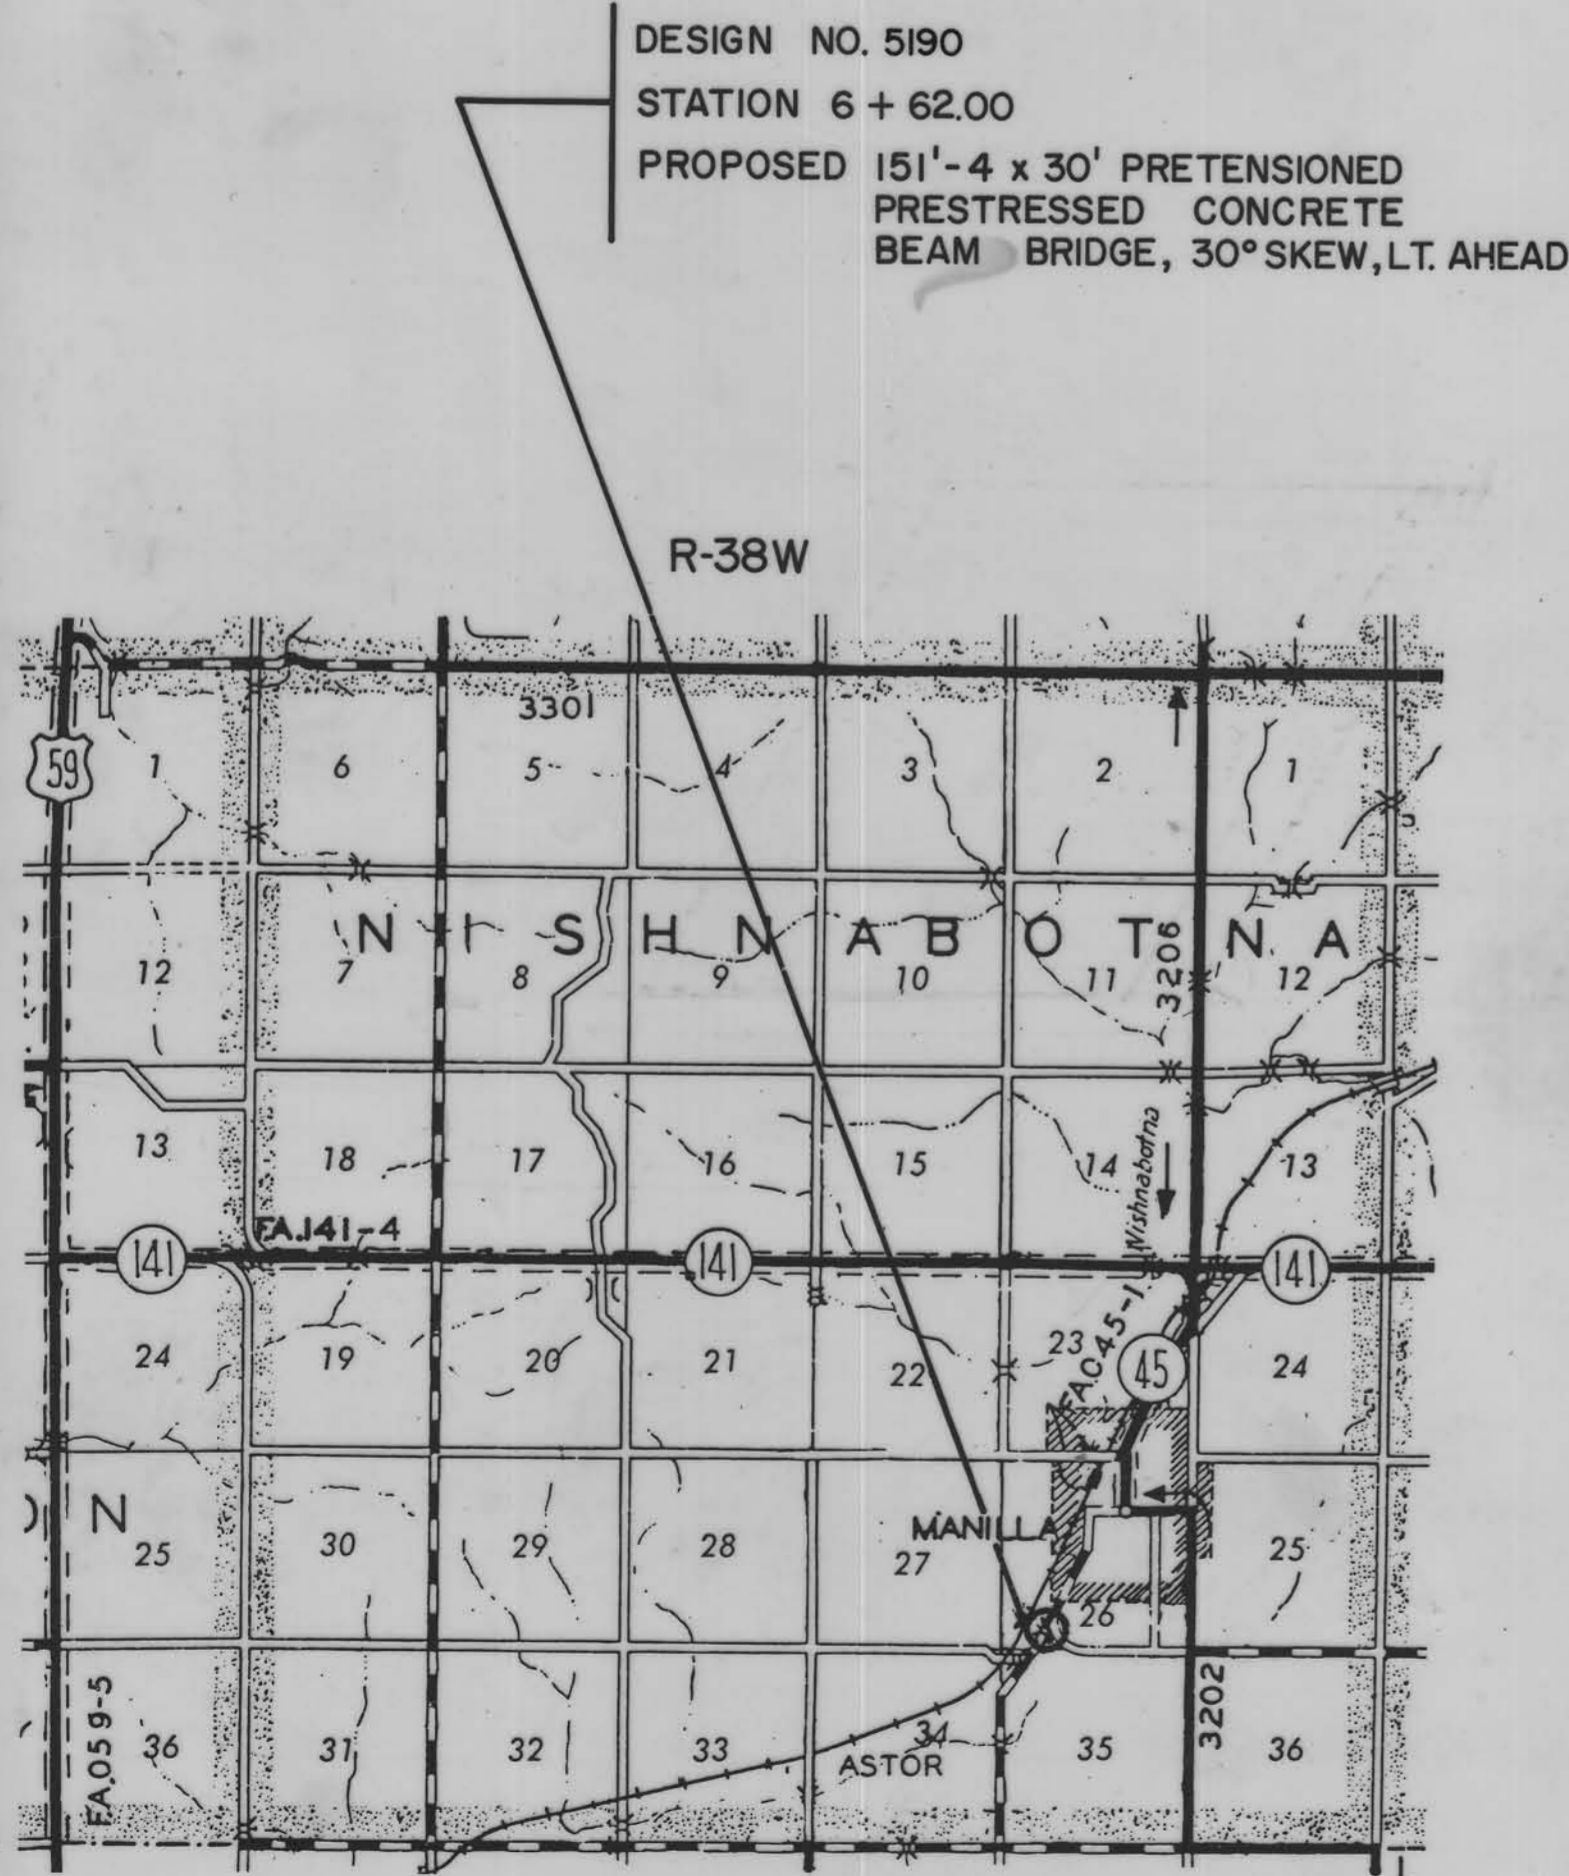 DESIGN NO. 5190
STATION 6 + 62.00
PROPOSED 151'-4 x 30' PRETENSIONED
PRESTRESSED CONCRETE
BEAM BRIDGE, 30° SKEW, LT. AHEAD
R-38W
3301
59 1 6 5 4 3 2 1
NISHNABOTNA
3206
12 7 8 9 10 11 12
13 18 17 16 15 14 13
Nishnabotna
FA.141-4
141 141 141
FA.C45-1
45
24 19 20 21 22 23 24
N
MANILLA
25 30 29 28 27 26 25
FA.059-5
3202
36 31 32 33 34 35 36
ASTOR